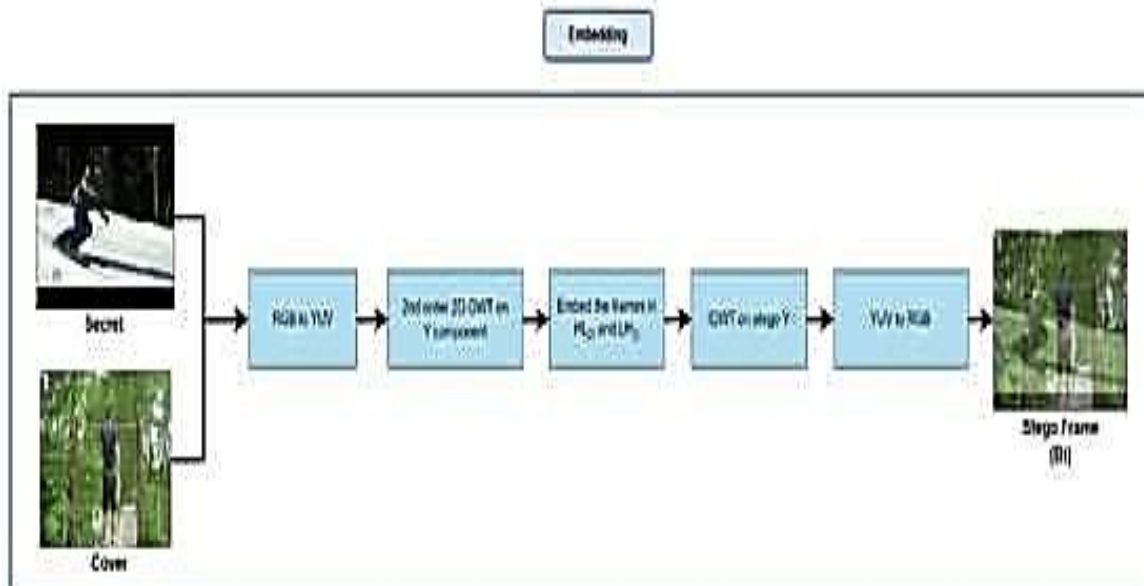 Embedding
Secret
Cover
RGB to YUV
2nd order 2D DWT on
Y component
Embed the frames in
and
on stego Y
YUV to RGB
Stego Frame